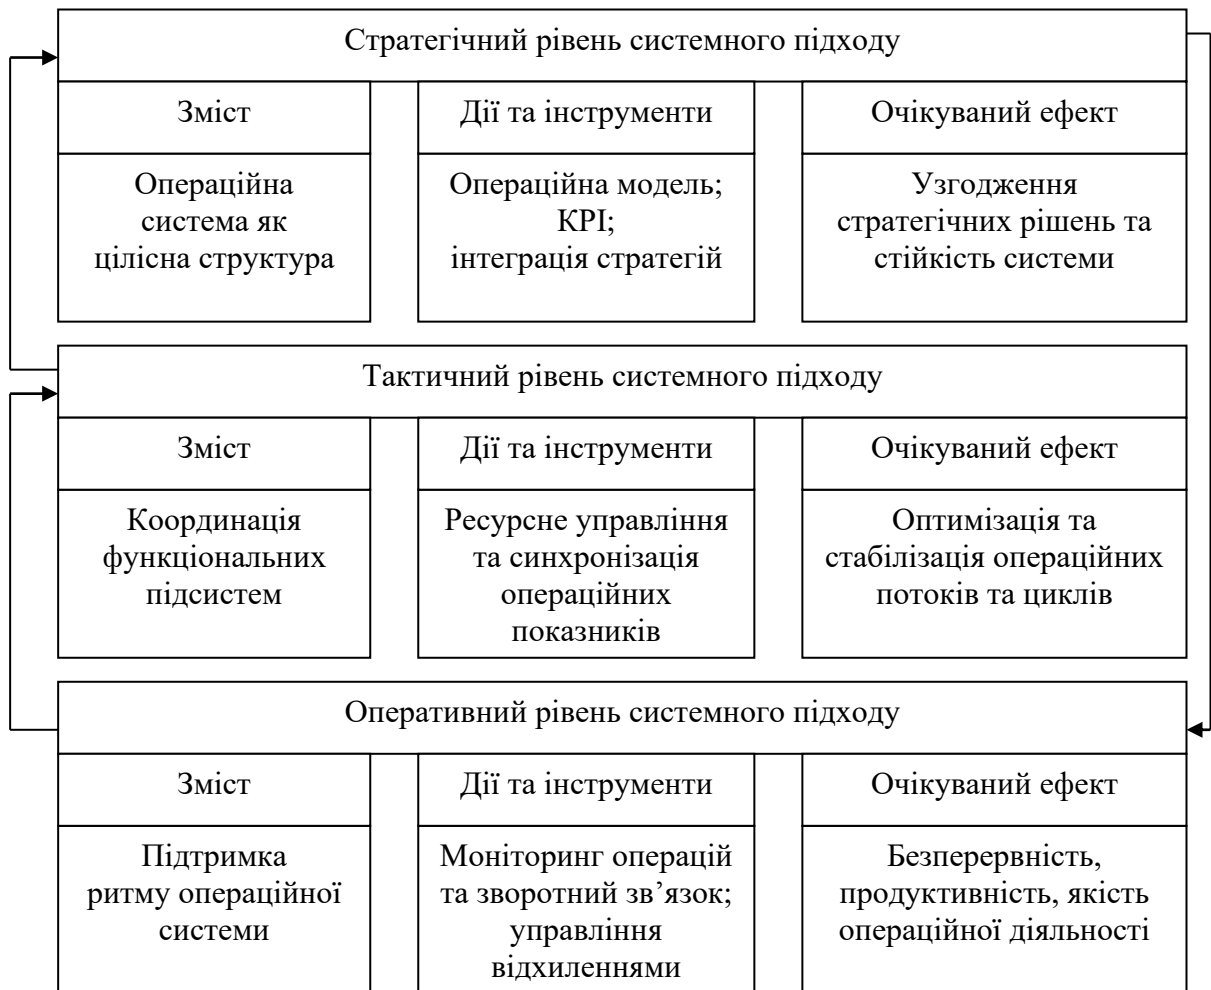 Стратегічний рівень системного підходу
Зміст
Дії та інструменти
Очікуваний ефект
Операційна
система як
цілісна структура
Операційна модель;
KPI;
інтеграція стратегій
Узгодження
стратегічних рішень та
стійкість системи
Тактичний рівень системного підходу
Зміст
Дії та інструменти
Очікуваний ефект
Координація
функціональних
підсистем
Ресурсне управління
та синхронізація
операційних
показників
Оптимізація та
стабілізація операційних
потоків та циклів
Оперативний рівень системного підходу
Зміст
Дії та інструменти
Очікуваний ефект
Підтримка
ритму операційної
системи
Моніторинг операцій
та зворотний зв’язок;
управління
відхиленнями
Безперервність,
продуктивність, якість
операційної діяльності